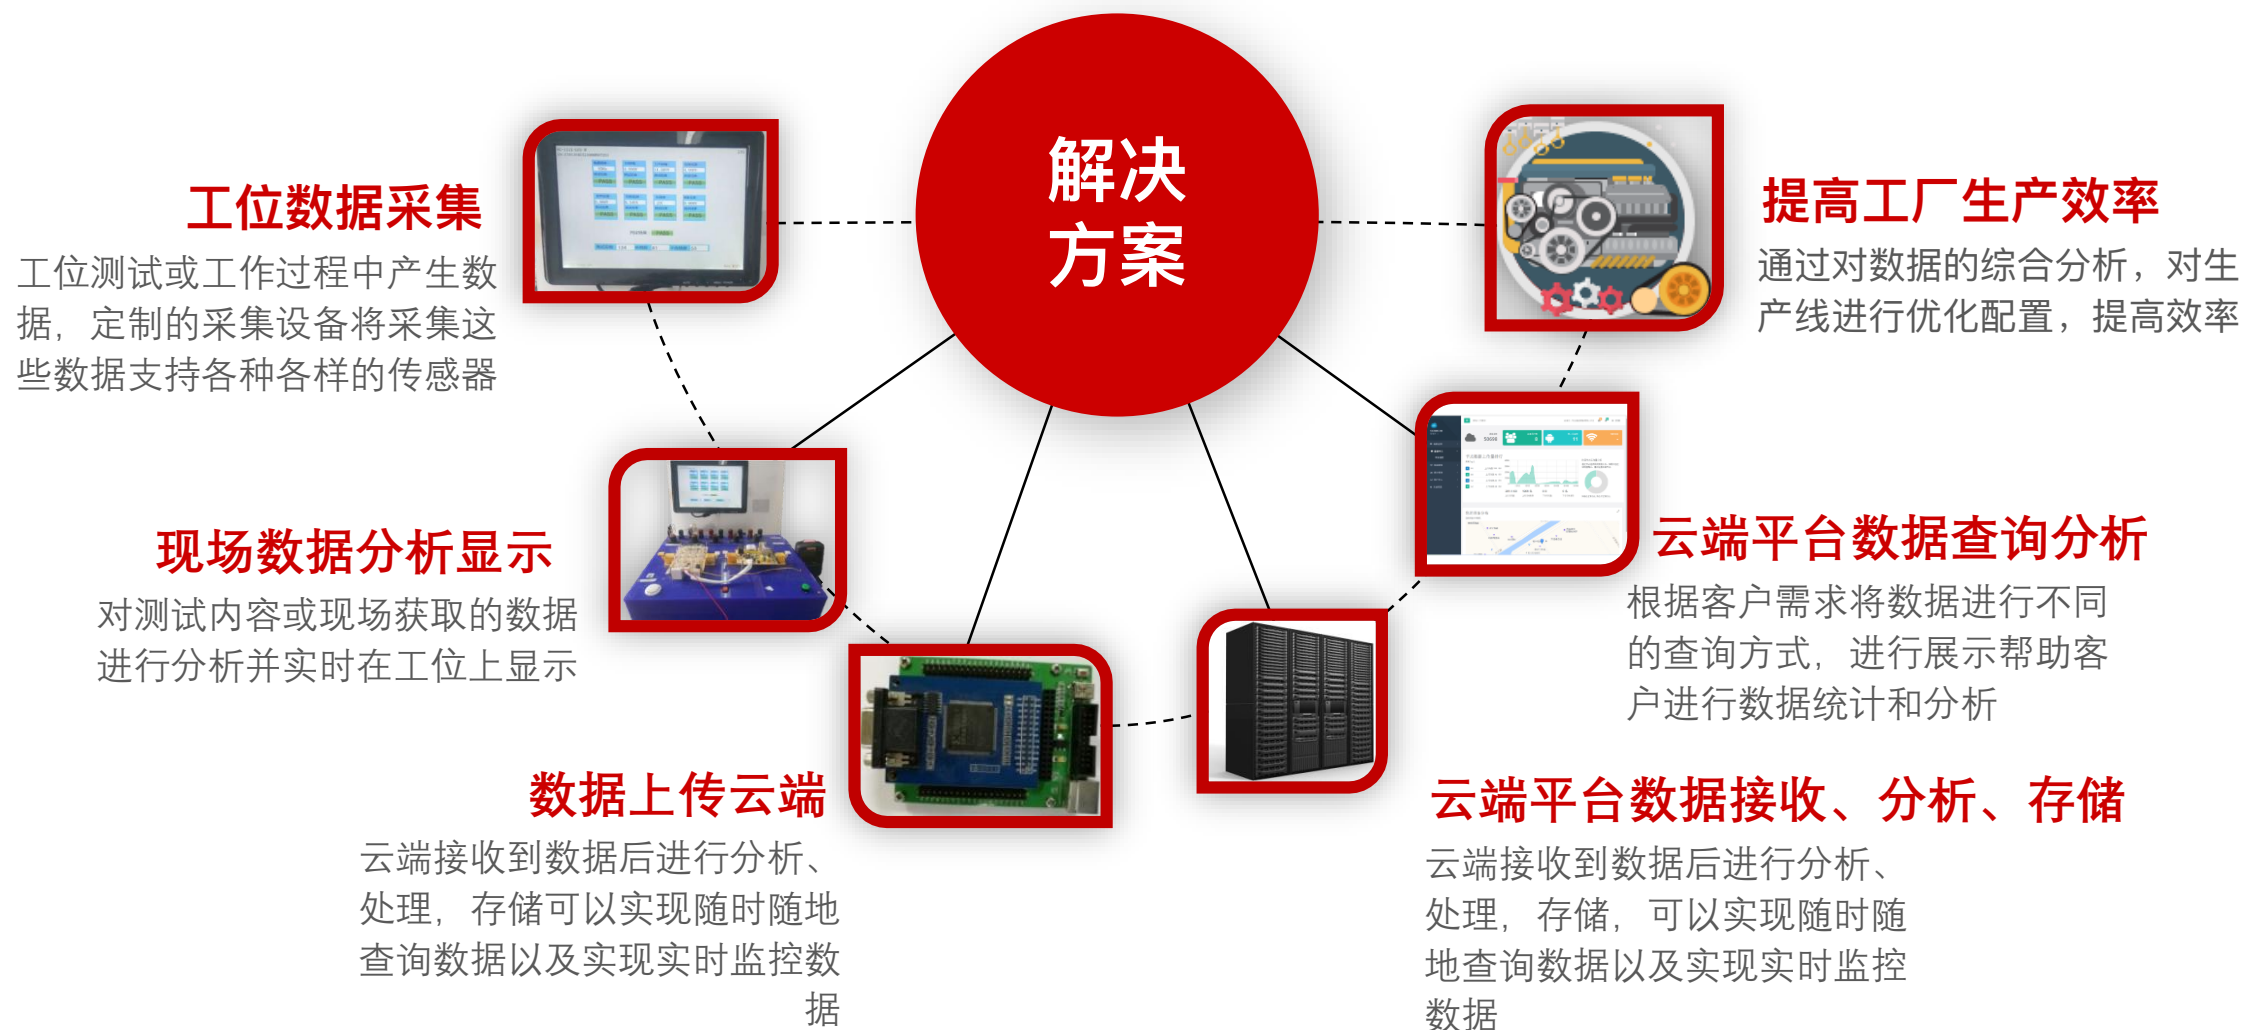 解决
方案
工位数据采集
工位测试或工作过程中产生数
据，定制的采集设备将采集这
些数据支持各种各样的传感器
现场数据分析显示
对测试内容或现场获取的数据
进行分析并实时在工位上显示
数据上传云端
云端接收到数据后进行分析、
处理，存储可以实现随时随地
查询数据以及实现实时监控数
据
云端平台数据接收、分析、存储
云端接收到数据后进行分析、
处理，存储，可以实现随时随
地查询数据以及实现实时监控
数据
云端平台数据查询分析
根据客户需求将数据进行不同
的查询方式，进行展示帮助客
户进行数据统计和分析
提高工厂生产效率
通过对数据的综合分析，对生
产线进行优化配置，提高效率